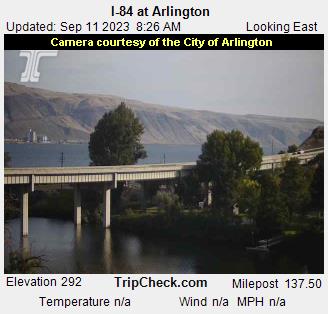 I-84 at Arlington
Updated: Sep 11 2023 8:26 AM Looking East
Camera courtesy of the City of Arlington
Elevation 292 TripCheck.com Milepost 137.50
Temperature n/a Wind n/a MPH n/a